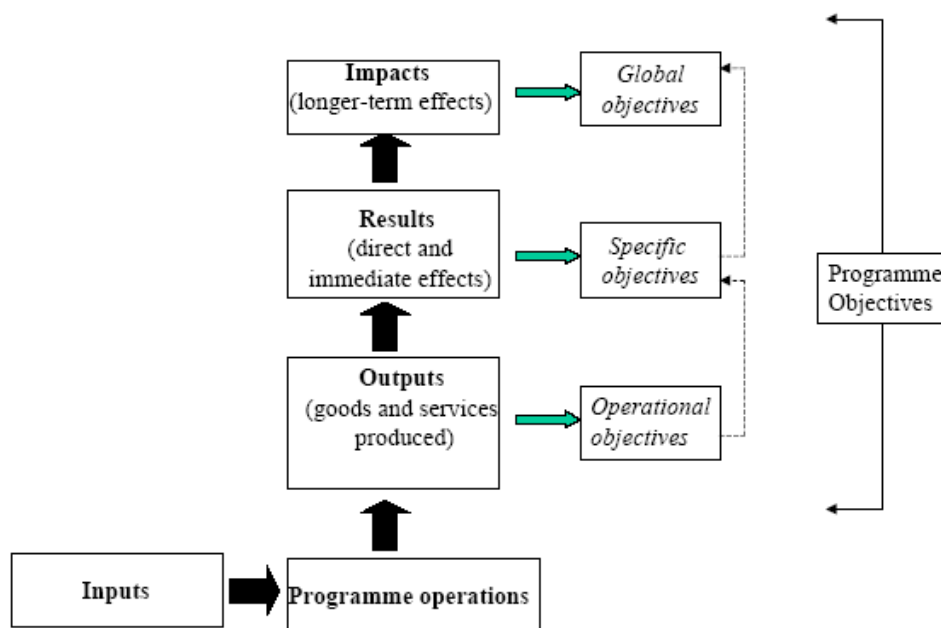 Impacts
(longer-term effects)
Global
objectives
Results
(direct and
immediate effects)
Specific
objectives
Programme
Objectives
Outputs
(goods and services
produced)
Operational
objectives
Inputs
Programme operations